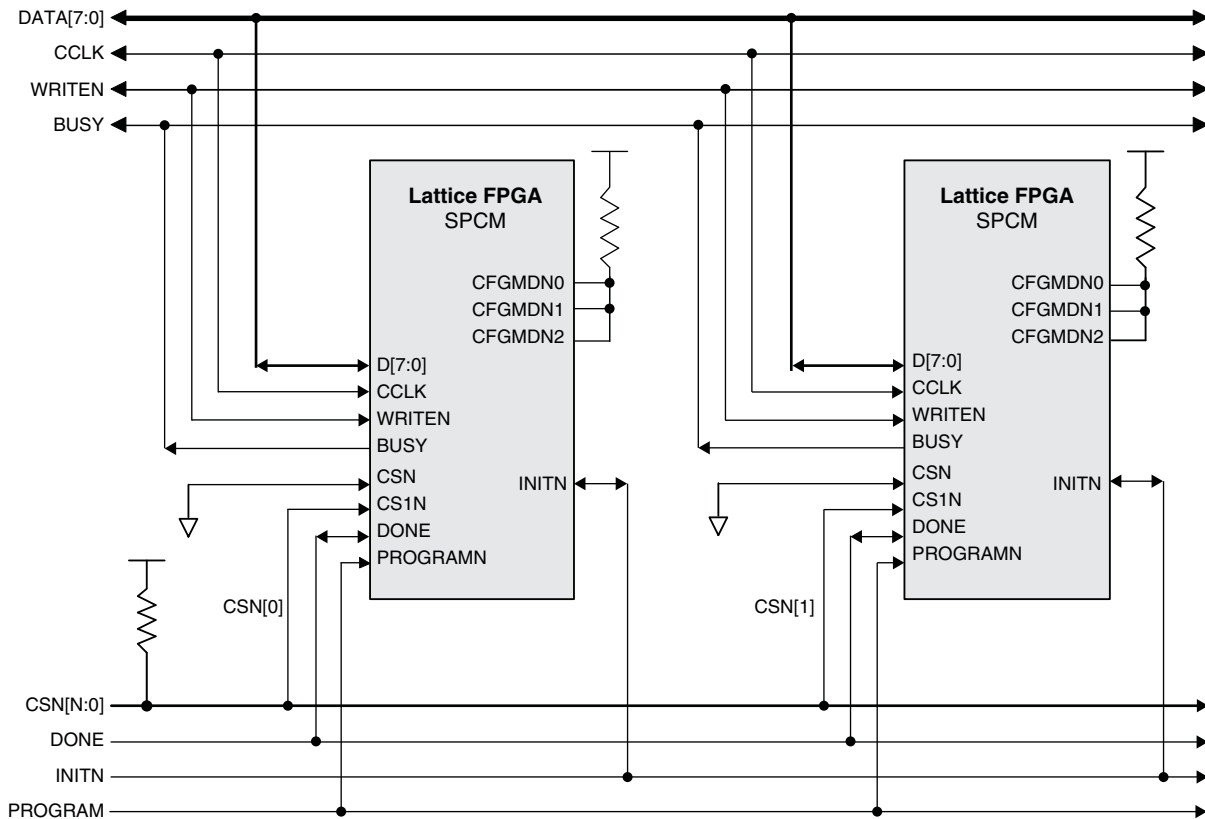 DATA[7:0]
CCLK
WRITEN
BUSY
Lattice FPGA
SPCM
CFGMDN0
CFGMDN1
CFGMDN2
D[7:0]
CCLK
WRITEN
BUSY
CSN
CS1N
DONE
PROGRAMN
INITN
Lattice FPGA
SPCM
CFGMDN0
CFGMDN1
CFGMDN2
D[7:0]
CCLK
WRITEN
BUSY
CSN
CS1N
DONE
PROGRAMN
INITN
CSN[0]
CSN[1]
CSN[N:0]
DONE
INITN
PROGRAM